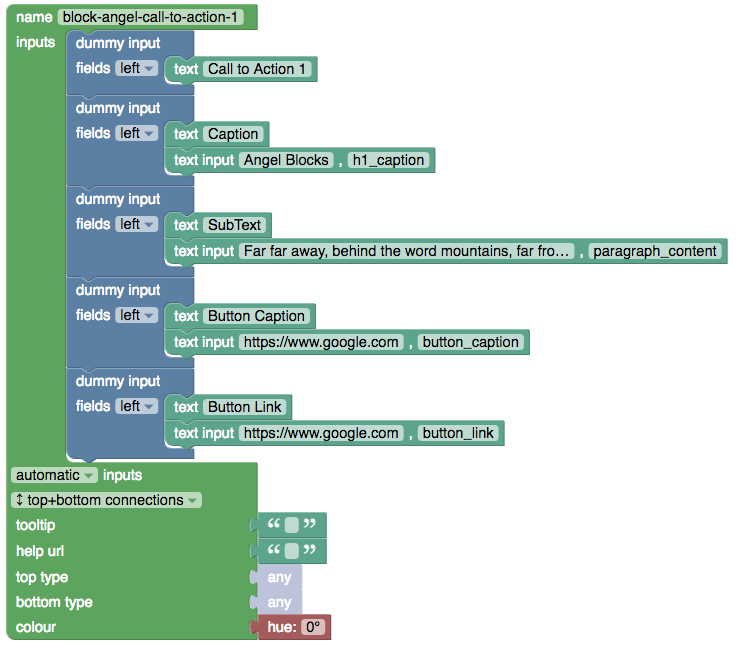 name block-angel-call-to-action-1
inputs dummy input
fields left text Call to Action 1
dummy input
fields left text Caption
text input Angel Blocks , h1_caption
dummy input
fields left text SubText
text input Far far away, behind the word mountains, far fro… , paragraph_content
dummy input
fields left text Button Caption
text input https://www.google.com , button_caption
dummy input
fields left text Button Link
text input https://www.google.com , button_link
automatic inputs
↕ top+bottom connections
tooltip “ ”
help url “ ”
top type any
bottom type any
colour hue: 0°